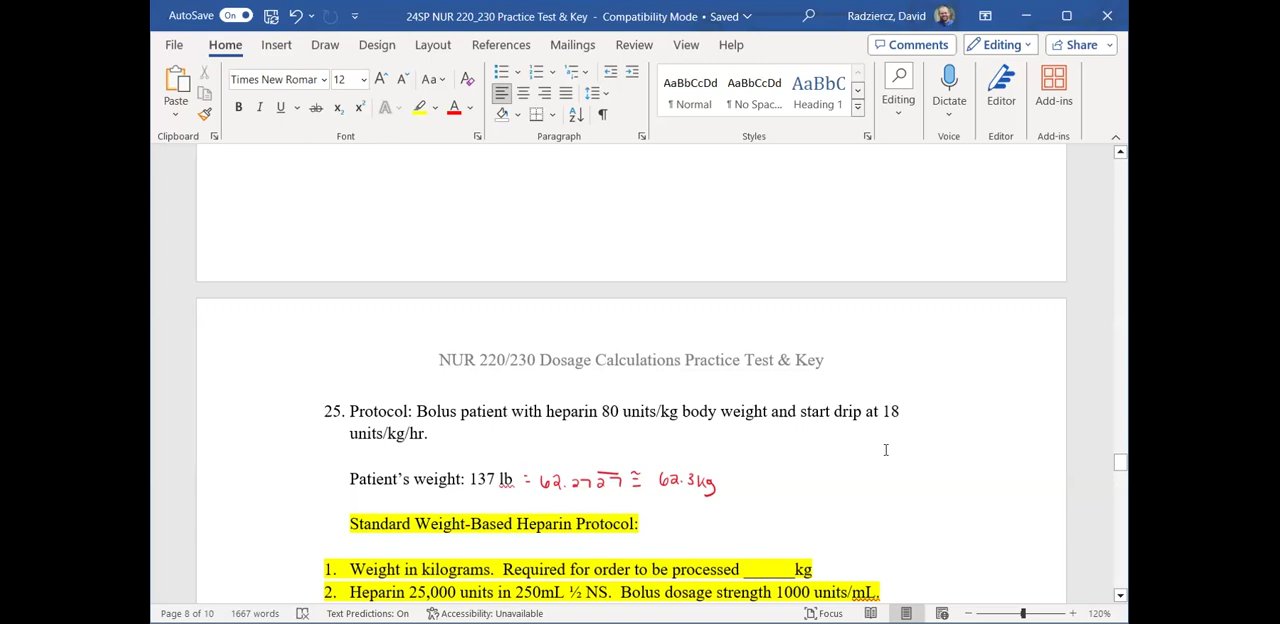 AutoSave On 24SP NUR 220_230 Practice Test & Key - Compatibility Mode • Saved Radziercz, David
File Home Insert Draw Design Layout References Mailings Review View Help Comments Editing Share
Times New Romar 12 Aa AaBbCcDd AaBbCcDd AaBbC
Paste B I U ab x₂ x² A A ¶ Normal ¶ No Spac... Heading 1 Editing Dictate Editor Add-ins
Clipboard Font Paragraph Styles Voice Editor Add-ins
NUR 220/230 Dosage Calculations Practice Test & Key
25. Protocol: Bolus patient with heparin 80 units/kg body weight and start drip at 18
units/kg/hr.
Patient's weight: 137 lb = 62.2727 ≅ 62.3kg
Standard Weight-Based Heparin Protocol:
1. Weight in kilograms. Required for order to be processed ______kg
2. Heparin 25,000 units in 250mL ½ NS. Bolus dosage strength 1000 units/mL.
Page 8 of 10 1667 words Text Predictions: On Accessibility: Unavailable Focus 120%